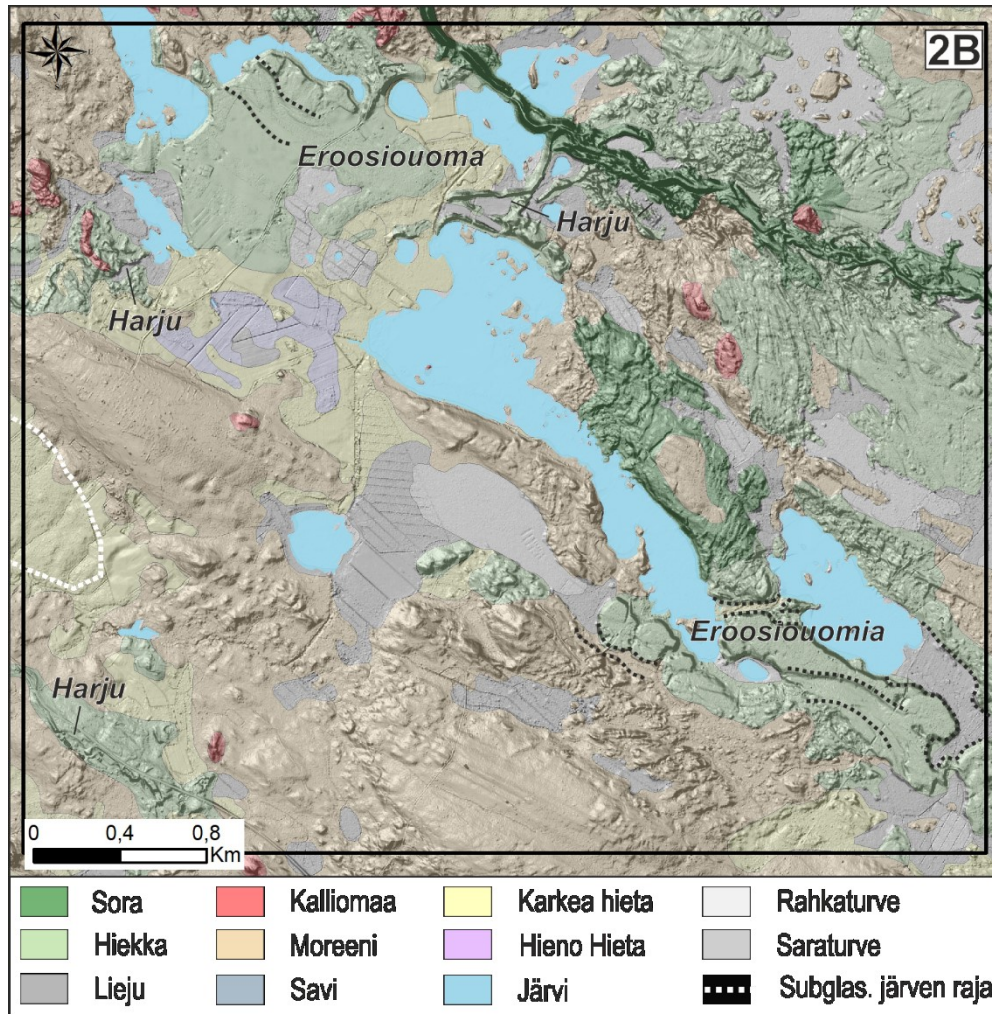 2B
Eroosiouoma
Harju
Harju
Eroosiouomia
Harju
0 0,4 0,8
Km
Sora Kalliomaa Karkea hieta Rahkaturve
Hiekka Moreeni Hieno Hieta Saraturve
Lieju Savi Järvi Subglas. järven raja